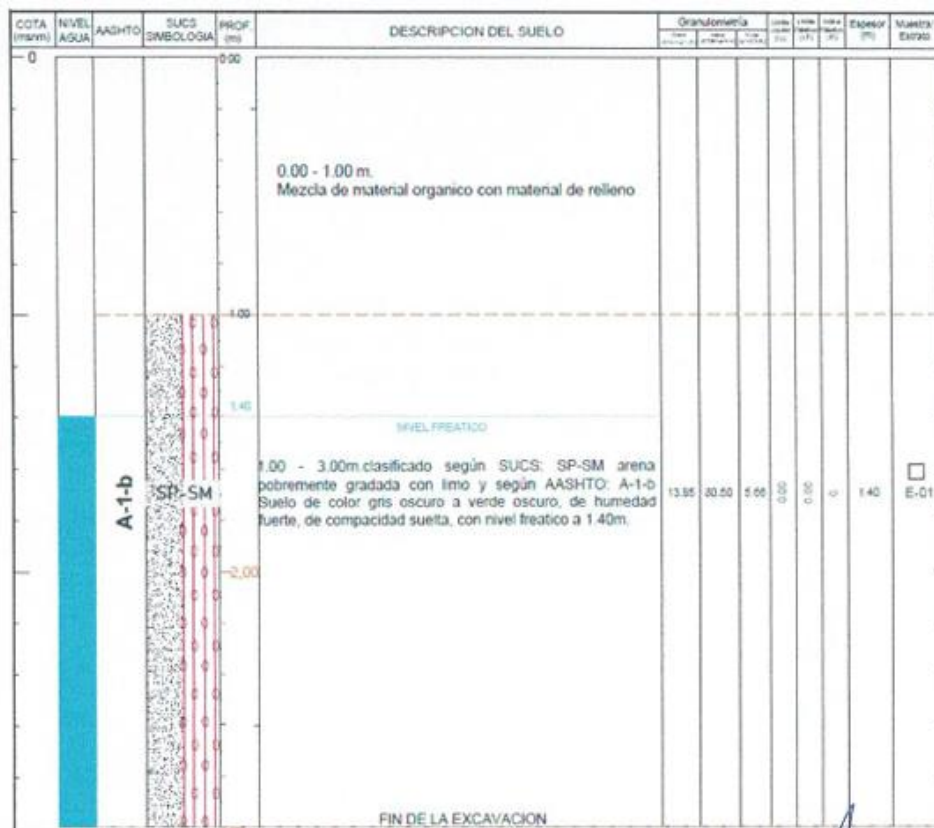 COTA (msnm) NIVEL AGUA AASHTO SUCS SIMBOLOGIA PROF (m) DESCRIPCION DEL SUELO Granulometría Espesor (m) Muestra/ Estrato
0 0.00
0.00 - 1.00 m.
Mezcla de material organico con material de relleno
1.00
1.40
NIVEL FREATICO
1.00 - 3.00m.clasificado según SUCS: SP-SM arena
pobremente gradada con limo y según AASHTO: A-1-b
Suelo de color gris oscuro a verde oscuro, de humedad
fuerte, de compacidad suelta, con nivel freatico a 1.40m.
A-1-b
SP-SM
13.85 80.50 5.66 0.00 0.00 0 1.40 E-01
2,00
FIN DE LA EXCAVACION